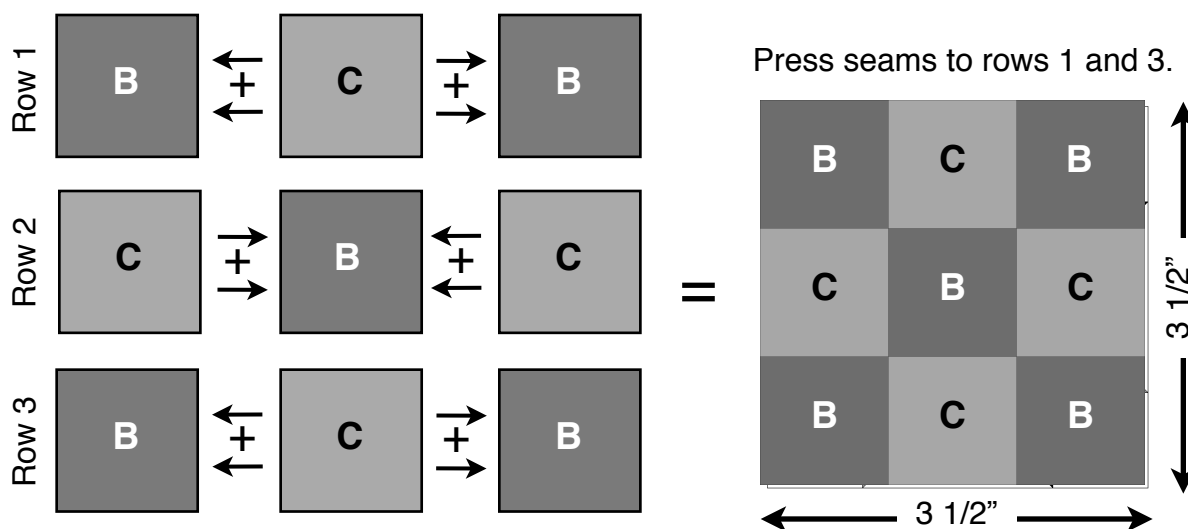 Row 1
B + C + B
Row 2
C + B + C
Row 3
B + C + B
=
Press seams to rows 1 and 3.
B C B
C B C
B C B
3 1/2”
3 1/2”